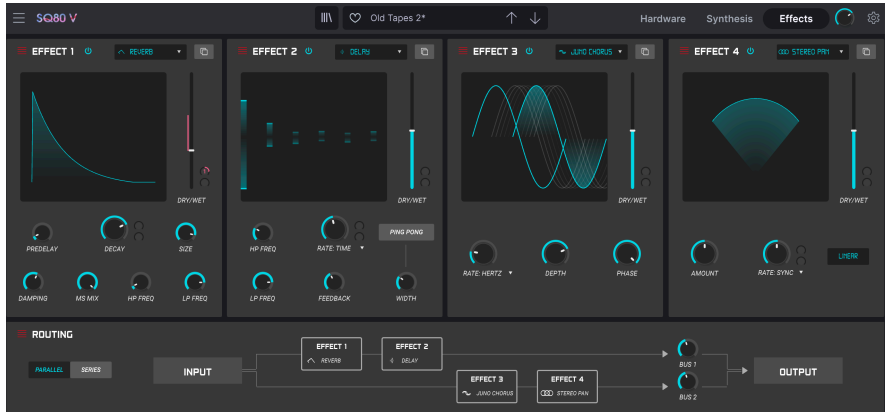 SQ80 V
Old Tapes 2*
Hardware Synthesis Effects
EFFECT 1 REVERB
EFFECT 2 DELAY
EFFECT 3 JUNO CHORUS
EFFECT 4 STEREO PAN
DRY/WET
DRY/WET
DRY/WET
DRY/WET
PREDELAY DECAY SIZE
DAMPING MS MIX HP FREQ LP FREQ
HP FREQ RATE: TIME PING PONG
LP FREQ FEEDBACK WIDTH
RATE: HERTZ DEPTH PHASE
AMOUNT RATE: SYNC LINEAR
ROUTING
PARALLEL SERIES
INPUT
EFFECT 1
REVERB
EFFECT 2
DELAY
EFFECT 3
JUNO CHORUS
EFFECT 4
STEREO PAN
BUS 1
BUS 2
OUTPUT